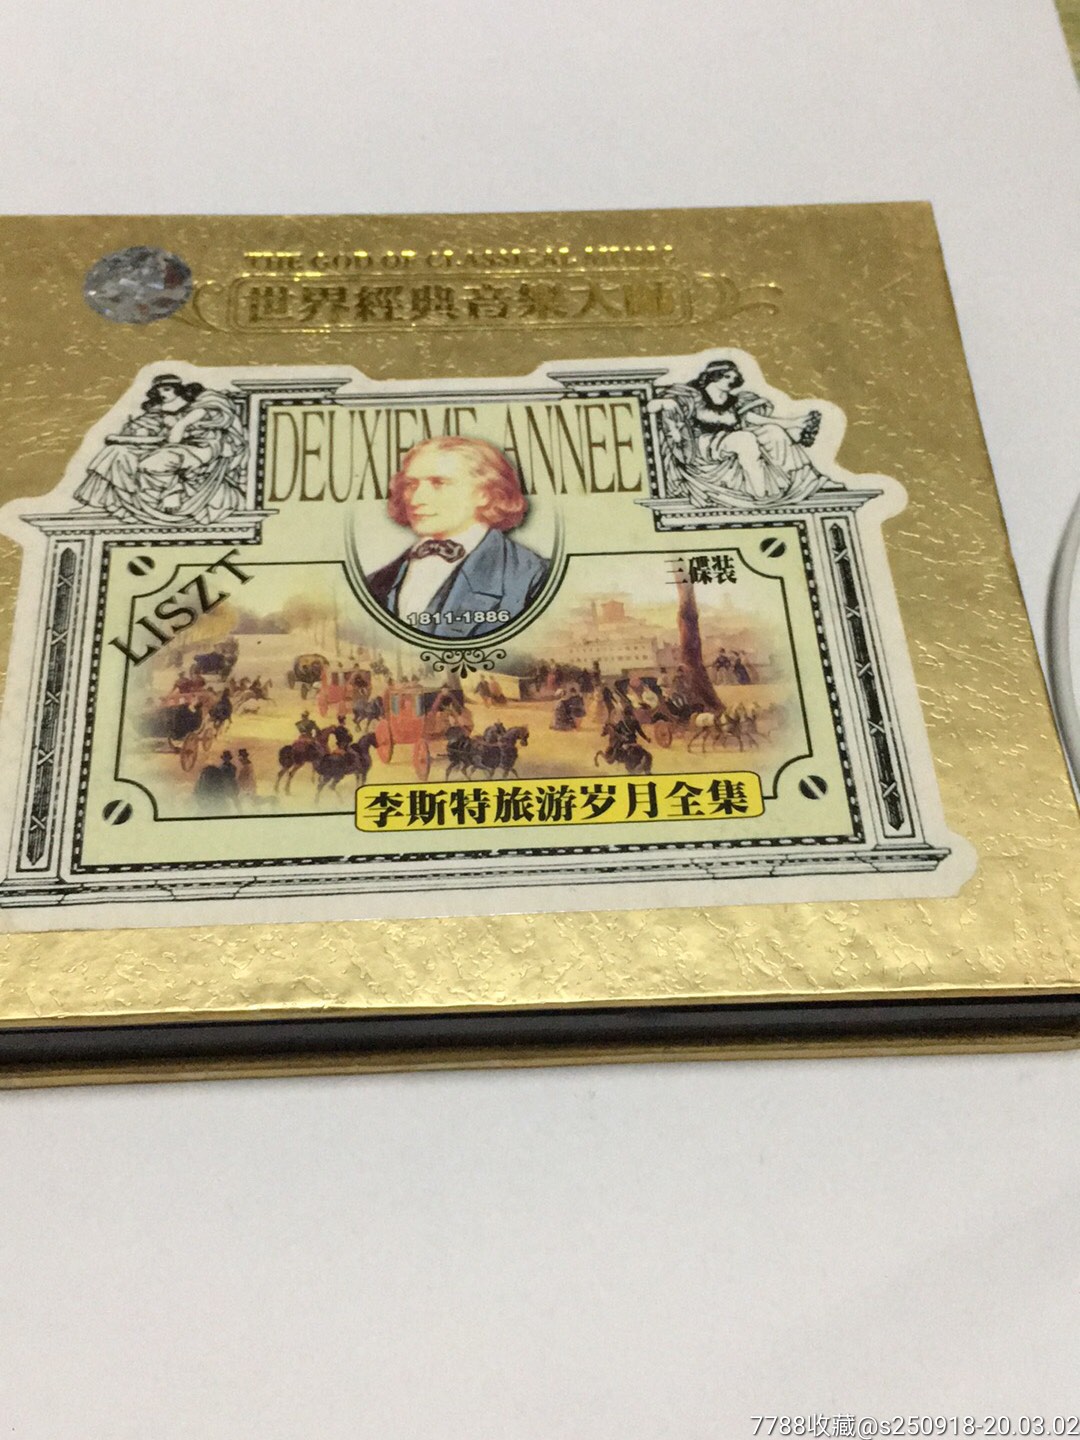 THE GOD OF CLASSICAL MUSIC
世界經典音樂大師
DEUXIEME ANNEE
LISZT
三碟装
1811-1886
李斯特旅游岁月全集
7788收藏@s250918-20.03.02